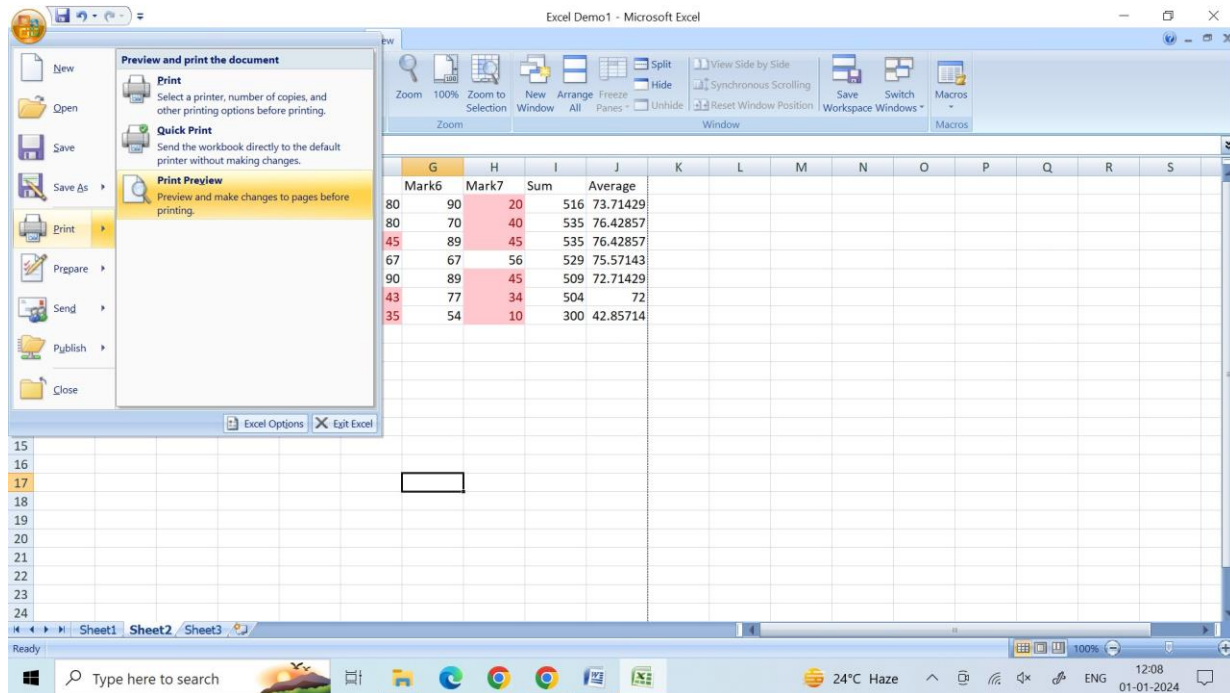 Excel Demo1 - Microsoft Excel
ew
New
Open
Save
Save As
Print
Prepare
Send
Publish
Close
Preview and print the document
Print
Select a printer, number of copies, and
other printing options before printing.
Quick Print
Send the workbook directly to the default
printer without making changes.
Print Preview
Preview and make changes to pages before
printing.
Excel Options
Exit Excel
Zoom 100% Zoom to Selection
New Window Arrange All Freeze Panes
Split
Hide
Unhide
View Side by Side
Synchronous Scrolling
Reset Window Position
Save Workspace Switch Windows
Macros
Zoom Window Macros
G H I J K L M N O P Q R S
Mark6 Mark7 Sum Average
80 90 20 516 73.71429
80 70 40 535 76.42857
45 89 45 535 76.42857
67 67 56 529 75.57143
90 89 45 509 72.71429
43 77 34 504 72
35 54 10 300 42.85714
15
16
17
18
19
20
21
22
23
24
Sheet1 Sheet2 Sheet3
Ready 100%
Type here to search 24°C Haze ENG 12:08
01-01-2024